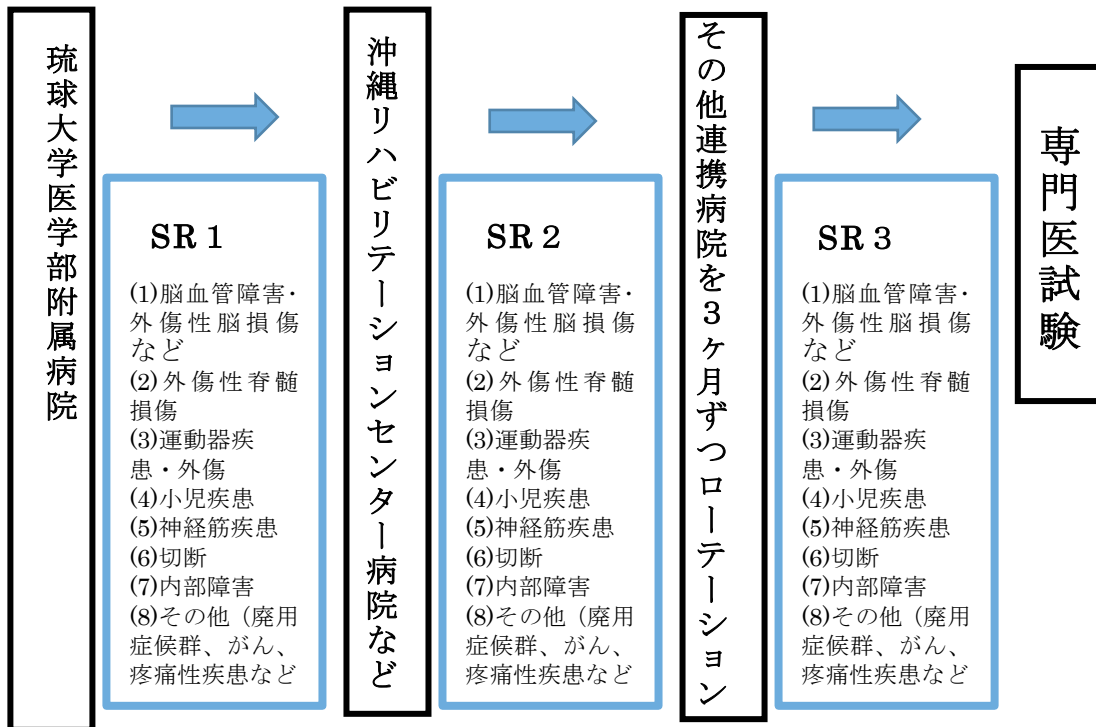 琉球大学医学部附属病院
SR１
(1)脳血管障害・
外傷性脳損傷
など
(2)外傷性脊髄
損傷
(3)運動器疾
患・外傷
(4)小児疾患
(5)神経筋疾患
(6)切断
(7)内部障害
(8)その他（廃用
症候群、がん、
疼痛性疾患など
沖縄リハビリテーションセンター病院など
SR２
(1)脳血管障害・
外傷性脳損傷
など
(2)外傷性脊髄
損傷
(3)運動器疾
患・外傷
(4)小児疾患
(5)神経筋疾患
(6)切断
(7)内部障害
(8)その他（廃用
症候群、がん、
疼痛性疾患など
その他連携病院を３ヶ月ずつローテーション
SR３
(1)脳血管障害・
外傷性脳損傷
など
(2)外傷性脊髄
損傷
(3)運動器疾
患・外傷
(4)小児疾患
(5)神経筋疾患
(6)切断
(7)内部障害
(8)その他（廃用
症候群、がん、
疼痛性疾患など
専門医試験